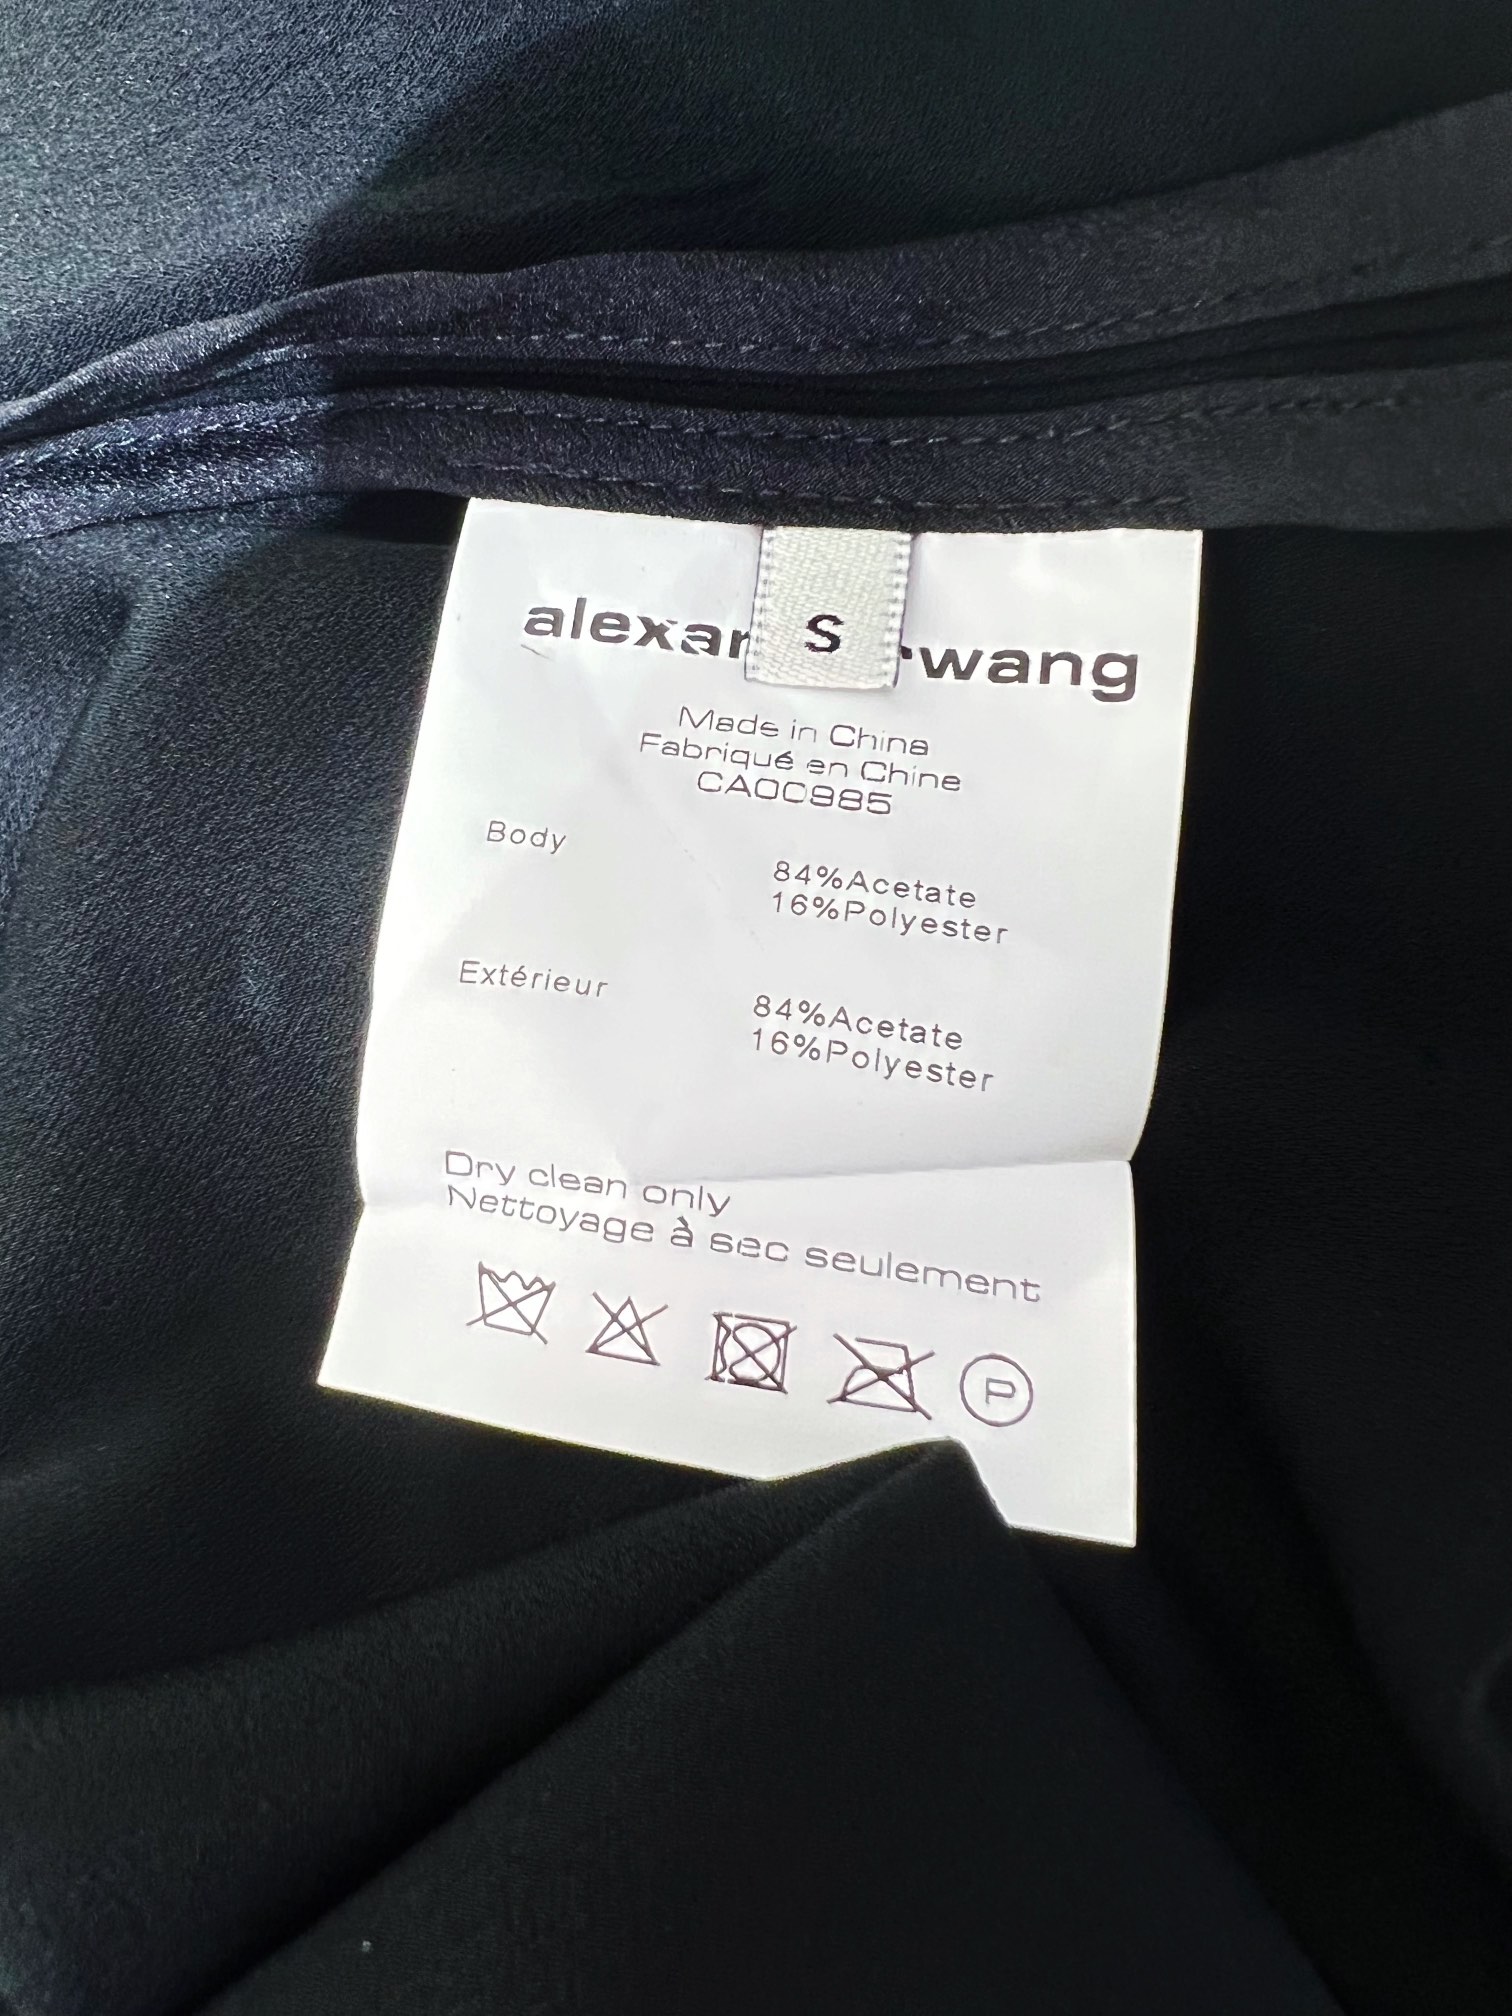 alexan
S
wang
Made in China
Fabriqué en Chine
CA00985
Body
84%Acetate
16%Polyester
Extérieur
84%Acetate
16%Polyester
Dry clean only
Nettoyage à sec seulement
P